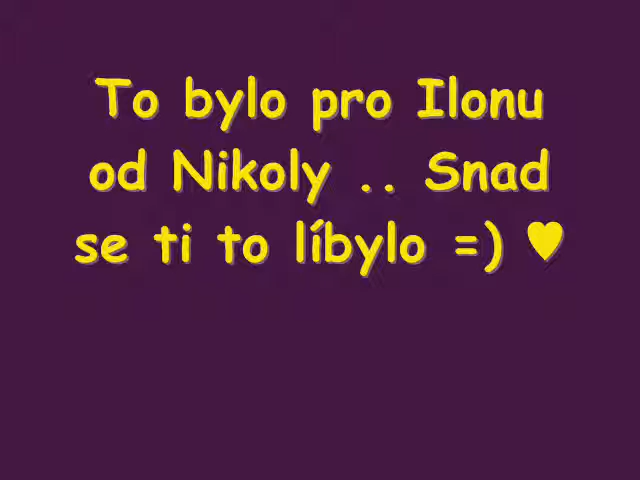 To bylo pro Ilonu
od Nikoly .. Snad
se ti to líbylo =) ♥